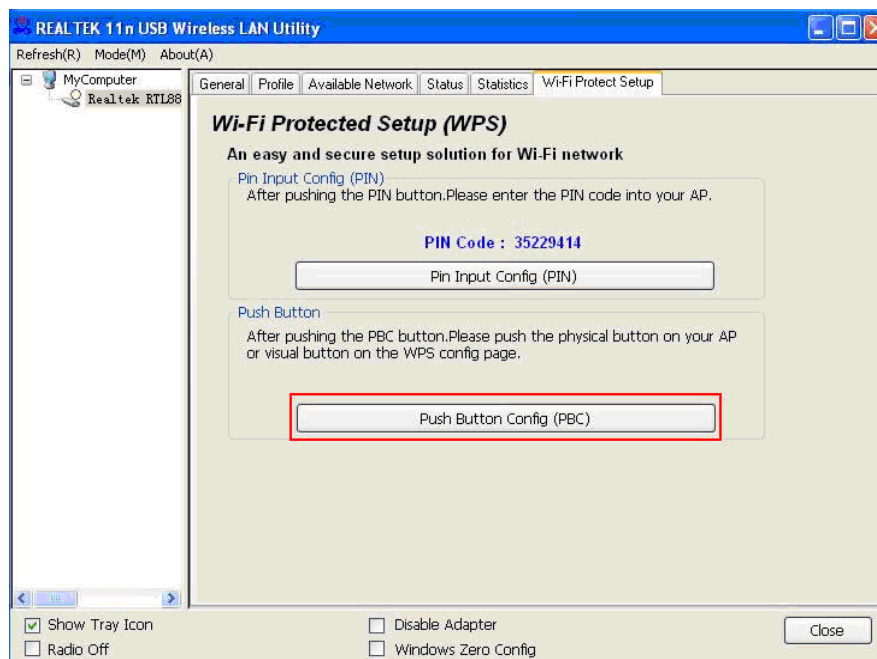 REALTEK 11n USB Wireless LAN Utility
Refresh(R) Mode(M) About(A)
MyComputer
Realtek RTL88
General Profile Available Network Status Statistics Wi-Fi Protect Setup
Wi-Fi Protected Setup (WPS)
An easy and secure setup solution for Wi-Fi network
Pin Input Config (PIN)
After pushing the PIN button.Please enter the PIN code into your AP.
PIN Code : 35229414
Pin Input Config (PIN)
Push Button
After pushing the PBC button.Please push the physical button on your AP
or visual button on the WPS config page.
Push Button Config (PBC)
Show Tray Icon
Radio Off
Disable Adapter
Windows Zero Config
Close